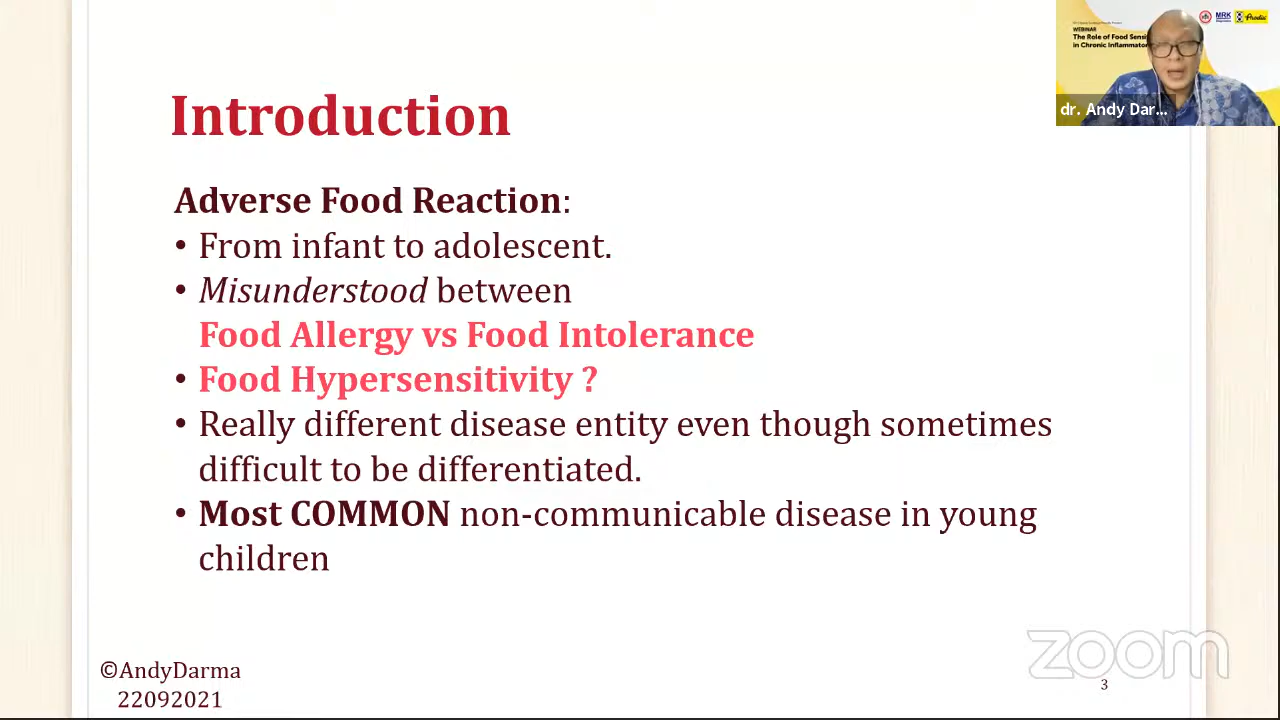 Introduction
Adverse Food Reaction:
• From infant to adolescent.
• Misunderstood between
Food Allergy vs Food Intolerance
• Food Hypersensitivity ?
• Really different disease entity even though sometimes
difficult to be differentiated.
• Most COMMON non-communicable disease in young
children
©AndyDarma
22092021
3
zoom
WEBINAR
The Role of Food
in Chronic
MRK
Prodia
dr. Andy Dar...